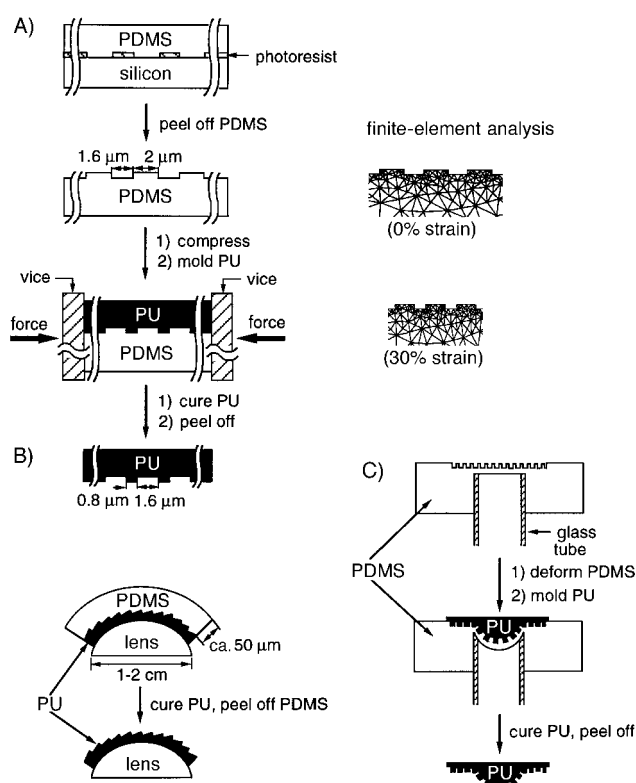 A)
PDMS
photoresist
silicon
peel off PDMS
1.6 µm
2 µm
PDMS
finite-element analysis
(0% strain)
1) compress
2) mold PU
vice
vice
PU
force
force
PDMS
(30% strain)
1) cure PU
2) peel off
B)
PU
0.8 µm
1.6 µm
C)
glass
tube
PDMS
1) deform PDMS
2) mold PU
PDMS
lens
ca. 50 µm
1-2 cm
PU
PU
cure PU, peel off PDMS
cure PU, peel off
lens
PU